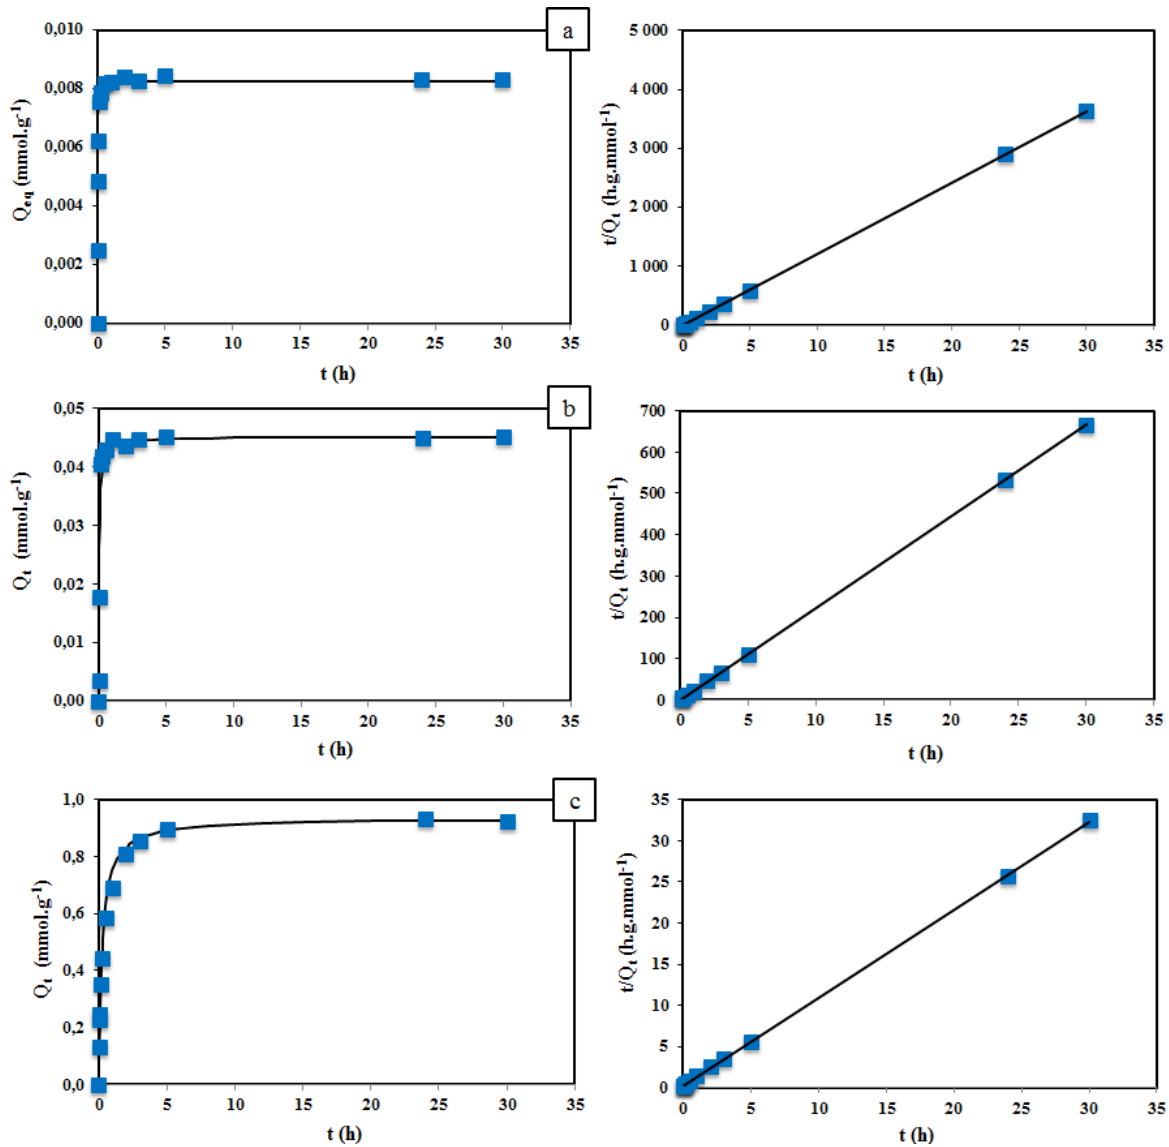 a
0,010
0,008
0,006
0,004
0,002
0,000
Q_eq (mmol.g⁻¹)
0 5 10 15 20 25 30 35
t (h)
5 000
4 000
3 000
2 000
1 000
0
t/Q_t (h.g.mmol⁻¹)
0 5 10 15 20 25 30 35
t (h)
b
0,05
0,04
0,03
0,02
0,01
0,00
Q_t (mmol.g⁻¹)
0 5 10 15 20 25 30 35
t (h)
700
600
500
400
300
200
100
0
t/Q_t (h.g.mmol⁻¹)
0 5 10 15 20 25 30 35
t (h)
c
1,0
0,8
0,6
0,4
0,2
0,0
Q_t (mmol.g⁻¹)
0 5 10 15 20 25 30 35
t (h)
35
30
25
20
15
10
5
0
t/Q_t (h.g.mmol⁻¹)
0 5 10 15 20 25 30 35
t (h)